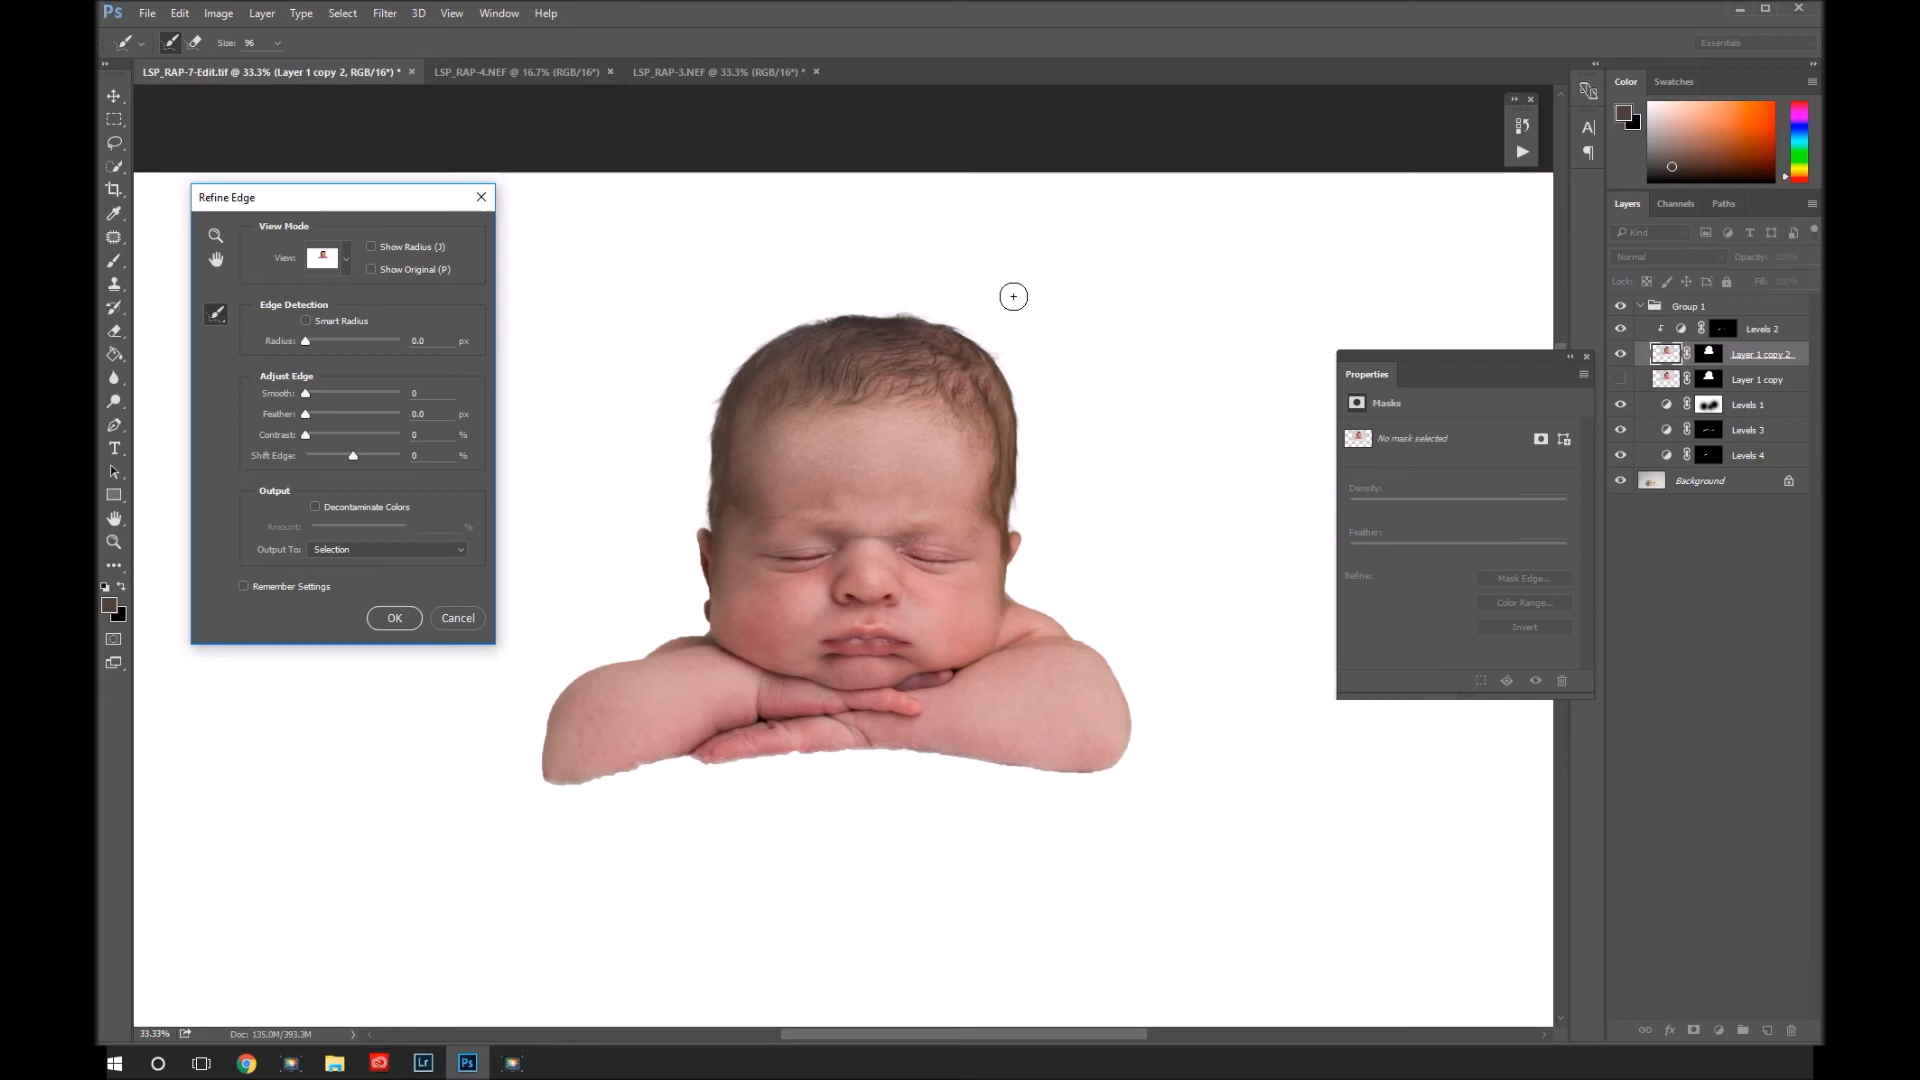 Ps File Edit Image Layer Type Select Filter 3D View Window Help
Size: 96
Essentials
LSP_RAP-7-Edit.tif @ 33.3% (Layer 1 copy 2, RGB/16*) * × LSP_RAP-4.NEF @ 16.7% (RGB/16*) × LSP_RAP-3.NEF @ 33.3% (RGB/16*) * ×
Color Swatches
Refine Edge
View Mode
View:
Show Radius (J)
Show Original (P)
Edge Detection
Smart Radius
Radius: 0.0 px
Adjust Edge
Smooth: 0
Feather: 0.0 px
Contrast: 0 %
Shift Edge: 0 %
Output
Decontaminate Colors
Amount: %
Output To: Selection
Remember Settings
OK Cancel
Properties
Masks
No mask selected
Density:
Feather:
Refine: Mask Edge...
Color Range...
Invert
Layers Channels Paths
Kind
Normal Opacity: 100%
Lock: Fill: 100%
Group 1
Levels 2
Layer 1 copy 2
Layer 1 copy
Levels 1
Levels 3
Levels 4
Background
33.33% Doc: 135.0M/393.3M
Lr Ps